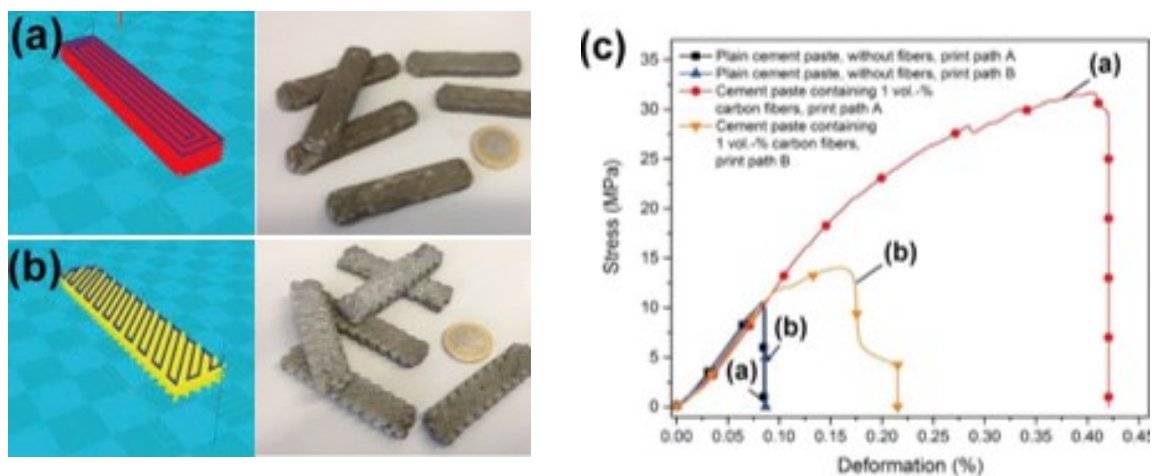 (a)
(b)
(c)
35
30
25
20
15
10
5
0
Stress (MPa)
Plain cement paste, without fibers, print path A
Plain cement paste, without fibers, print path B
Cement paste containing 1 vol.-%
carbon fibers, print path A
Cement paste containing
1 vol.-% carbon fibers,
print path B
(a)
(b)
(b)
(a)
0.00 0.05 0.10 0.15 0.20 0.25 0.30 0.35 0.40 0.45
Deformation (%)